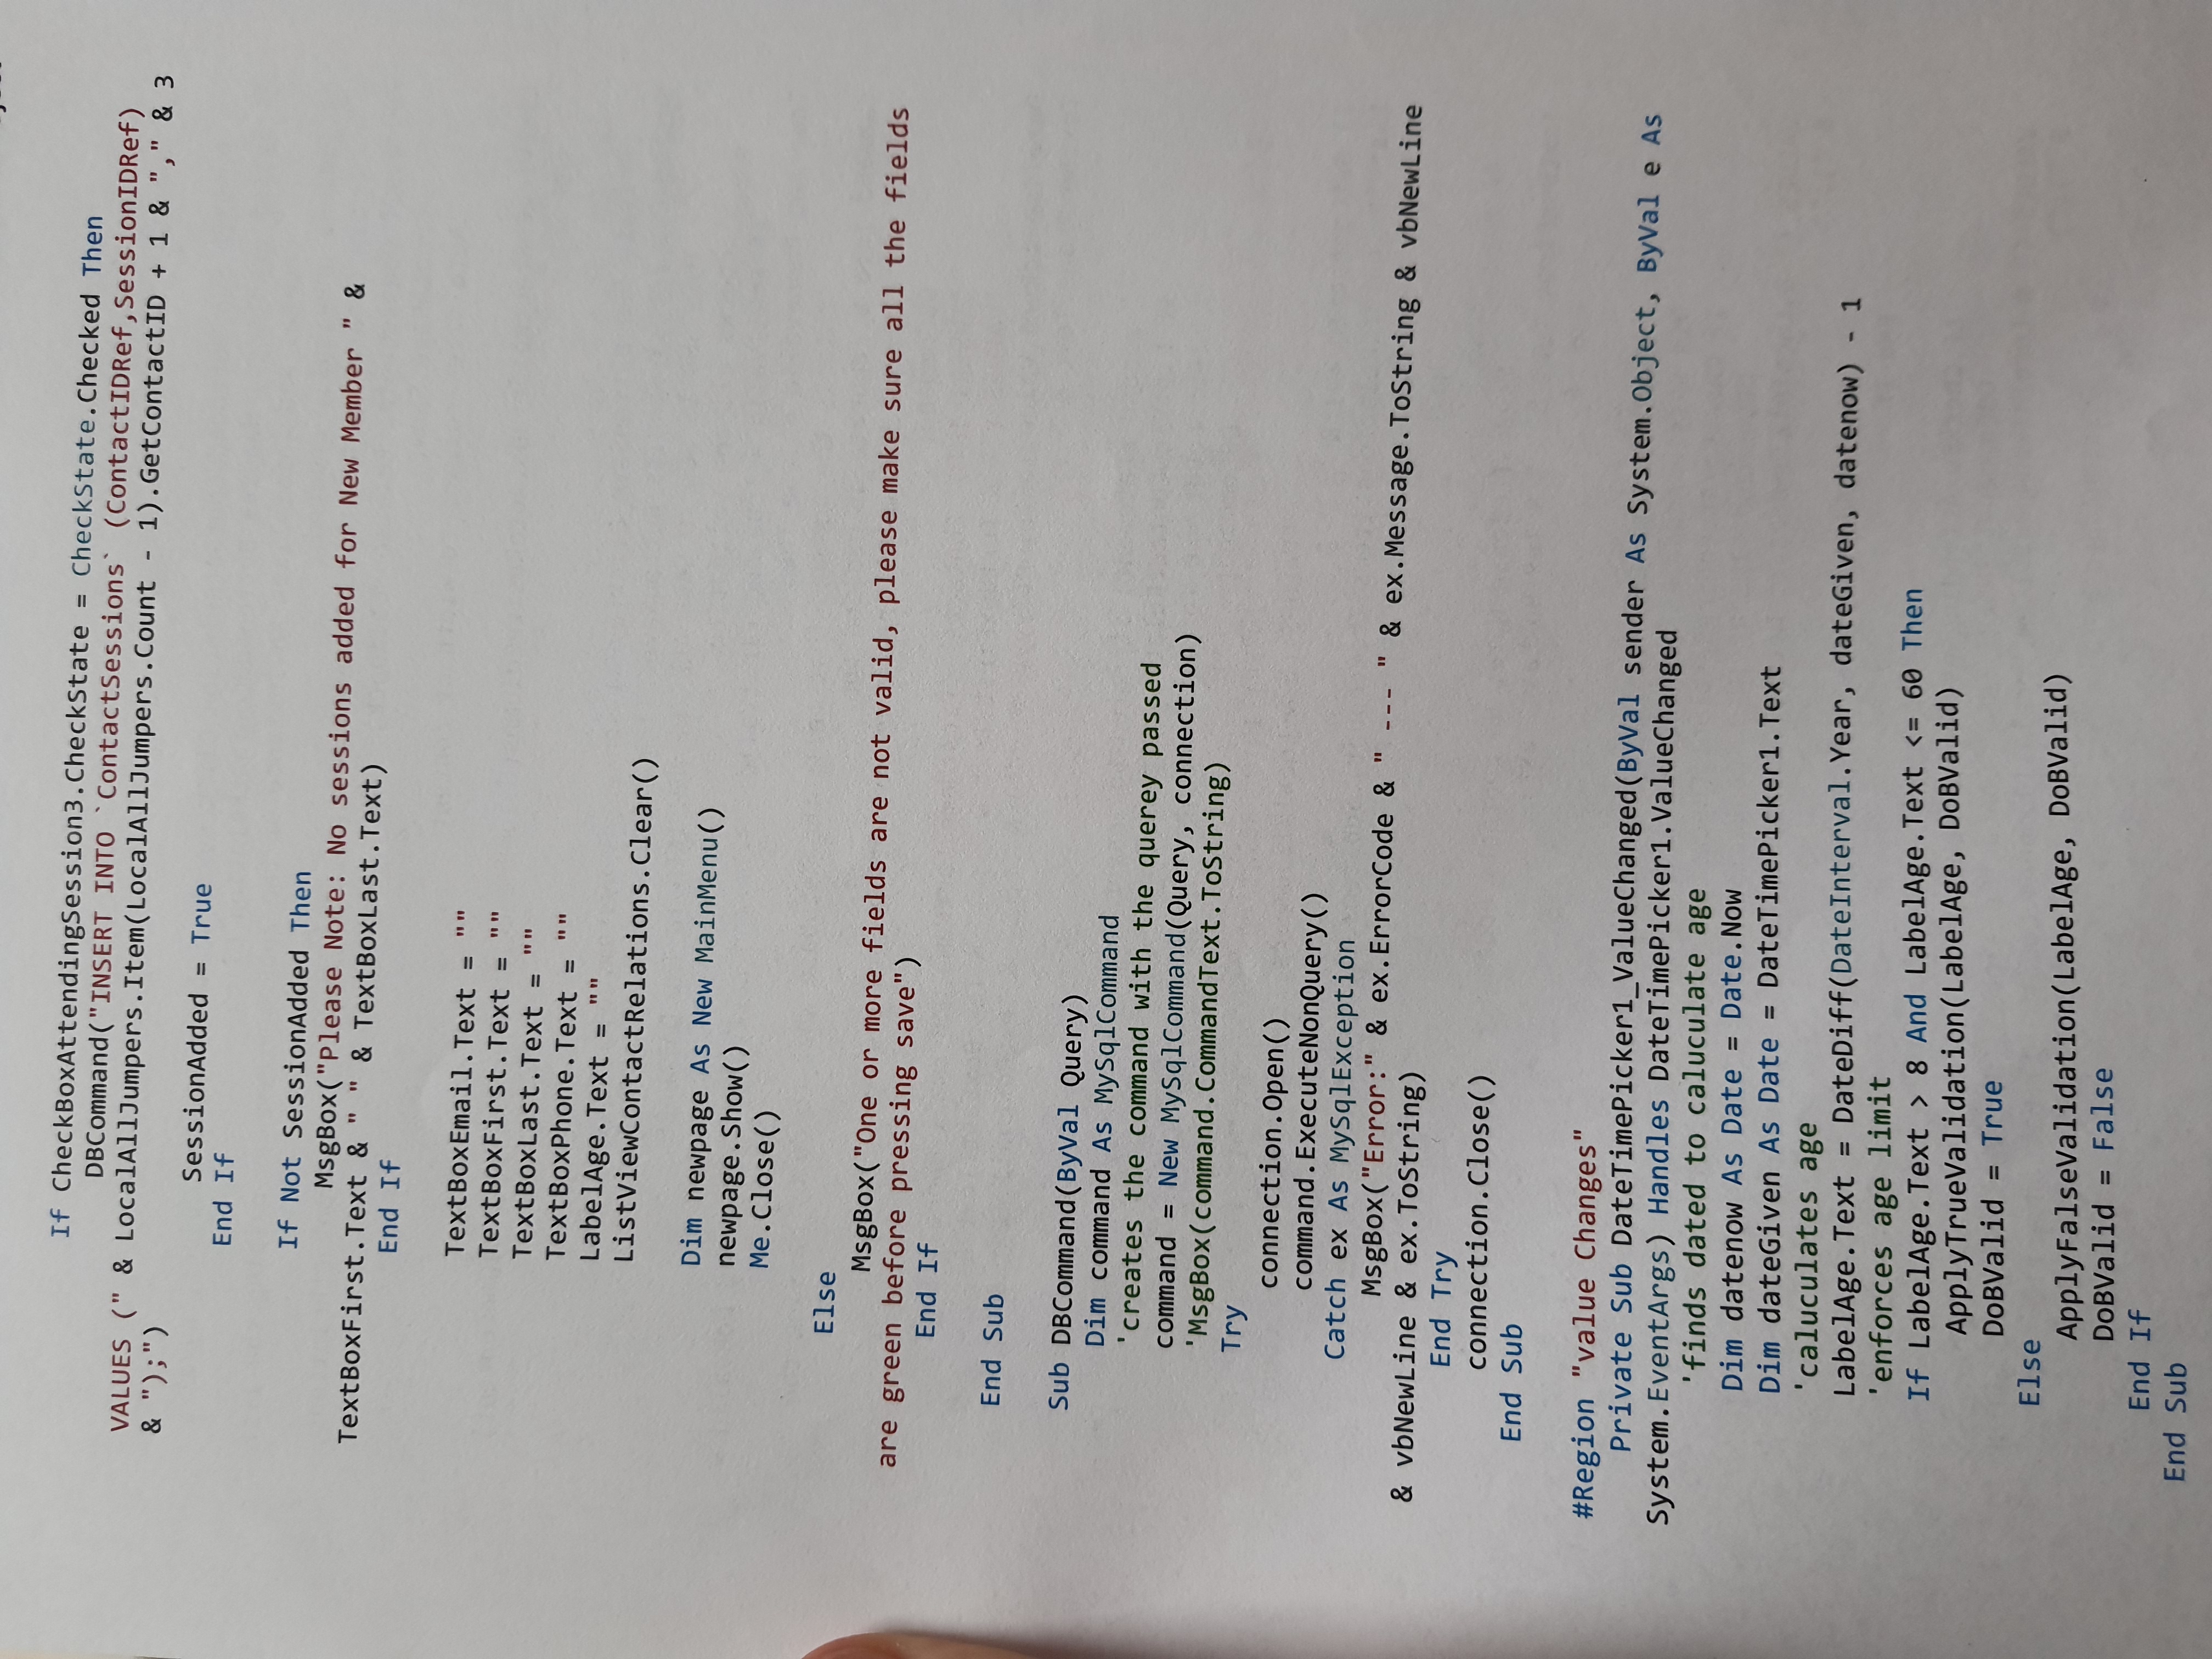 If CheckBoxAttendingSession3.CheckState = CheckState.Checked Then
DBCommand("INSERT INTO `ContactSessions` (ContactIDRef,SessionIDRef)
VALUES (" & LocalAllJumpers.Item(LocalAllJumpers.Count - 1).GetContactID + 1 & "," & 3
& ");")
SessionAdded = True
End If
If Not SessionAdded Then
MsgBox("Please Note: No sessions added for New Member " &
TextBoxFirst.Text & " " & TextBoxLast.Text)
End If
TextBoxEmail.Text = ""
TextBoxFirst.Text = ""
TextBoxLast.Text = ""
TextBoxPhone.Text = ""
LabelAge.Text = ""
ListViewContactRelations.Clear()
Dim newpage As New MainMenu()
newpage.Show()
Me.Close()
Else
MsgBox("One or more fields are not valid, please make sure all the fields
are green before pressing save")
End If
End Sub
Sub DBCommand(ByVal Query)
Dim command As MySqlCommand
'creates the command with the querey passed
command = New MySqlCommand(Query, connection)
'MsgBox(command.CommandText.ToString)
Try
connection.Open()
command.ExecuteNonQuery()
Catch ex As MySqlException
MsgBox("Error:" & ex.ErrorCode & " --- " & ex.Message.ToString & vbNewLine
& vbNewLine & ex.ToString)
End Try
connection.Close()
End Sub
#Region "value Changes"
Private Sub DateTimePicker1_ValueChanged(ByVal sender As System.Object, ByVal e As
System.EventArgs) Handles DateTimePicker1.ValueChanged
'finds dated to caluculate age
Dim datenow As Date = Date.Now
Dim dateGiven As Date = DateTimePicker1.Text
'caluculates age
LabelAge.Text = DateDiff(DateInterval.Year, dateGiven, datenow) - 1
'enforces age limit
If LabelAge.Text > 8 And LabelAge.Text <= 60 Then
ApplyTrueValidation(LabelAge, DoBValid)
DoBValid = True
Else
ApplyFalseValidation(LabelAge, DoBValid)
DoBValid = False
End If
End Sub